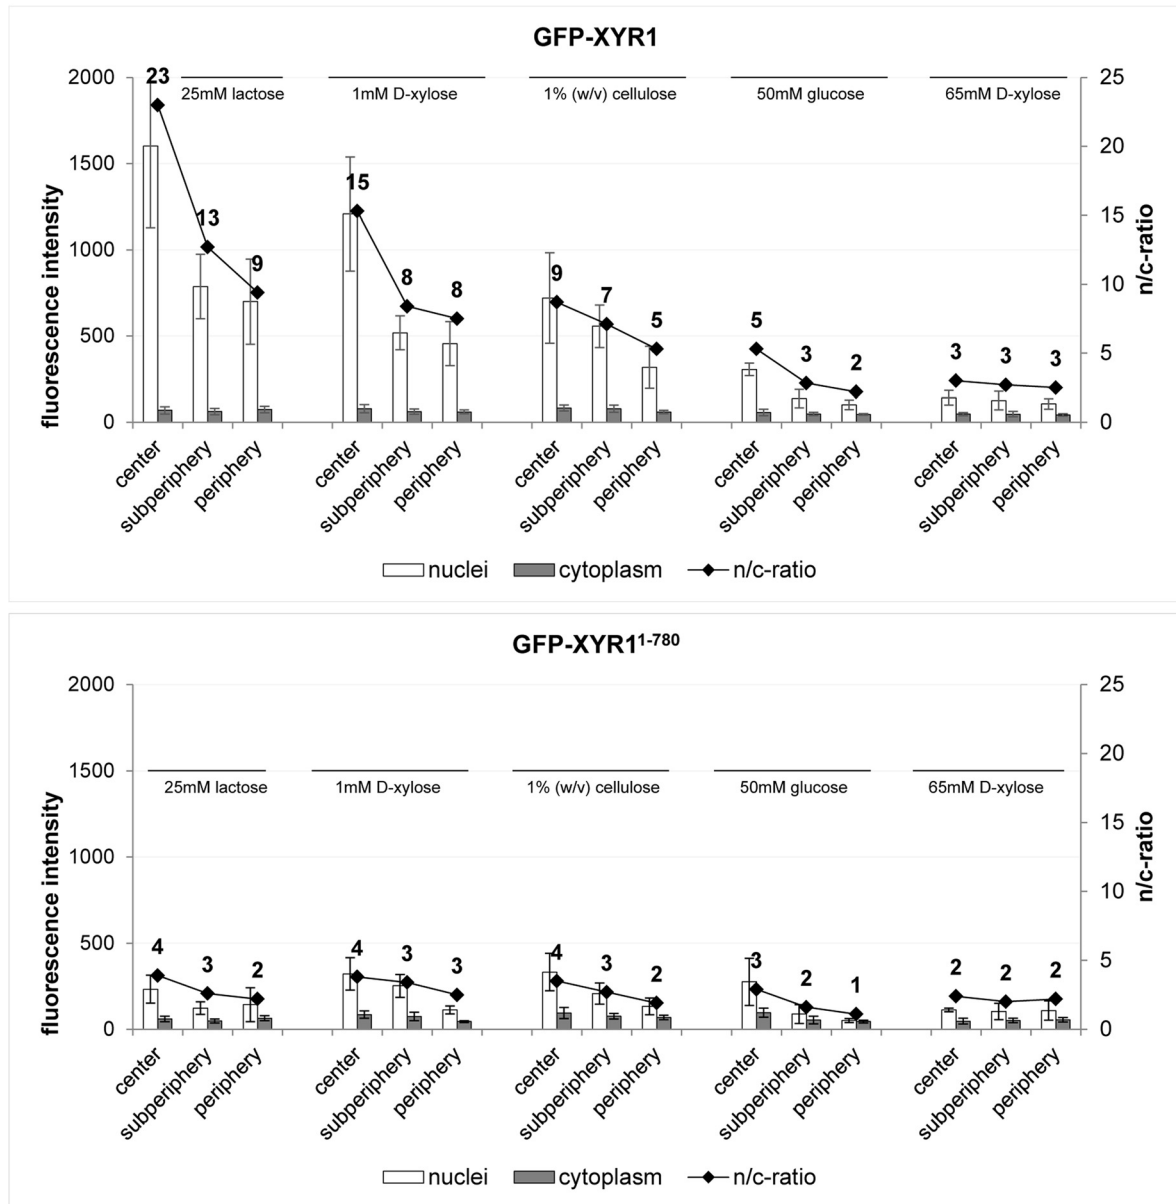 GFP-XYR1
2000 23 25
25mM lactose 1mM D-xylose 1% (w/v) cellulose 50mM glucose 65mM D-xylose
1500 20
15
13 15
1000
9 8 8 9 7 10
500 5 5 3 2 3 3 3 5
0 0
fluorescence intensity
n/c-ratio
center subperiphery periphery center subperiphery periphery center subperiphery periphery center subperiphery periphery center subperiphery periphery
nuclei cytoplasm n/c-ratio
GFP-XYR1¹⁻⁷⁸⁰
2000 25
20
1500
25mM lactose 1mM D-xylose 1% (w/v) cellulose 50mM glucose 65mM D-xylose
15
1000
10
500 5
4 3 2 4 3 3 4 3 2 3 2 1 2 2 2
0 0
fluorescence intensity
n/c-ratio
center subperiphery periphery center subperiphery periphery center subperiphery periphery center subperiphery periphery center subperiphery periphery
nuclei cytoplasm n/c-ratio